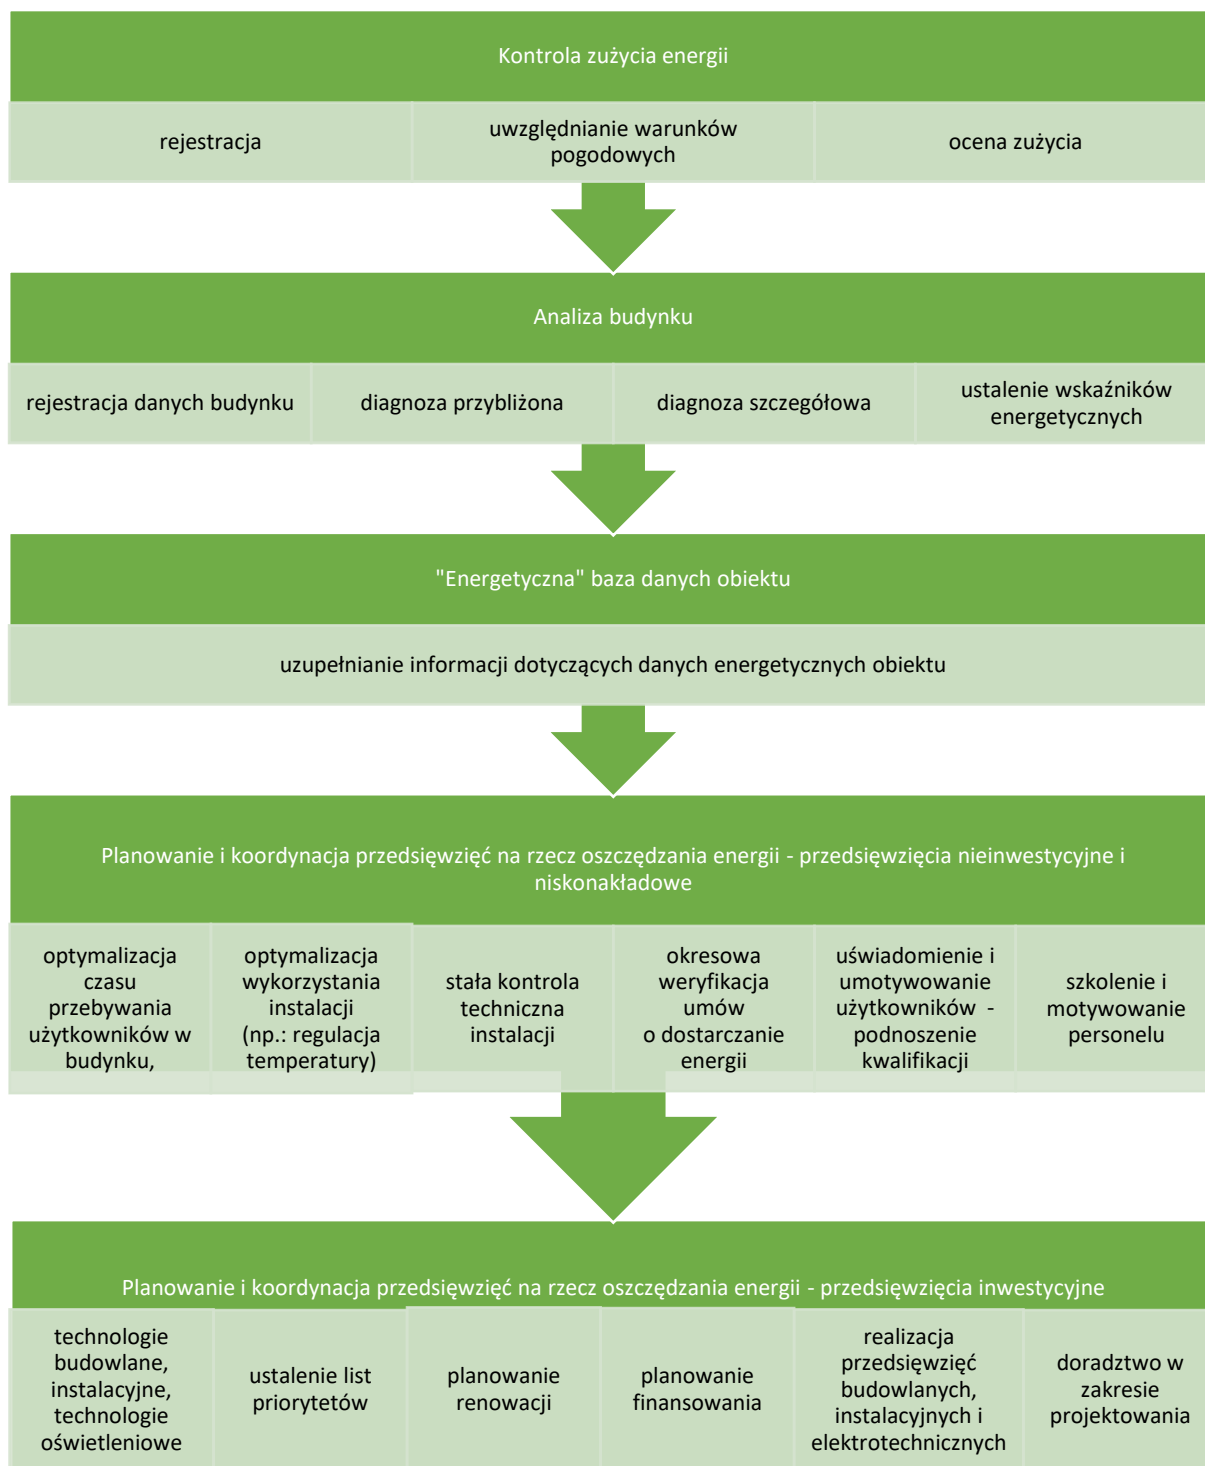 Kontrola zużycia energii
rejestracja
uwzględnianie warunków
pogodowych
ocena zużycia
Analiza budynku
rejestracja danych budynku
diagnoza przybliżona
diagnoza szczegółowa
ustalenie wskaźników
energetycznych
"Energetyczna" baza danych obiektu
uzupełnianie informacji dotyczących danych energetycznych obiektu
Planowanie i koordynacja przedsięwzięć na rzecz oszczędzania energii - przedsięwzięcia nieinwestycyjne i
niskonakładowe
optymalizacja
czasu
przebywania
użytkowników w
budynku,
optymalizacja
wykorzystania
instalacji
(np.: regulacja
temperatury)
stała kontrola
techniczna
instalacji
okresowa
weryfikacja
umów
o dostarczanie
energii
uświadomienie i
umotywowanie
użytkowników -
podnoszenie
kwalifikacji
szkolenie i
motywowanie
personelu
Planowanie i koordynacja przedsięwzięć na rzecz oszczędzania energii - przedsięwzięcia inwestycyjne
technologie
budowlane,
instalacyjne,
technologie
oświetleniowe
ustalenie list
priorytetów
planowanie
renowacji
planowanie
finansowania
realizacja
przedsięwzięć
budowlanych,
instalacyjnych i
elektrotechnicznych
doradztwo w
zakresie
projektowania